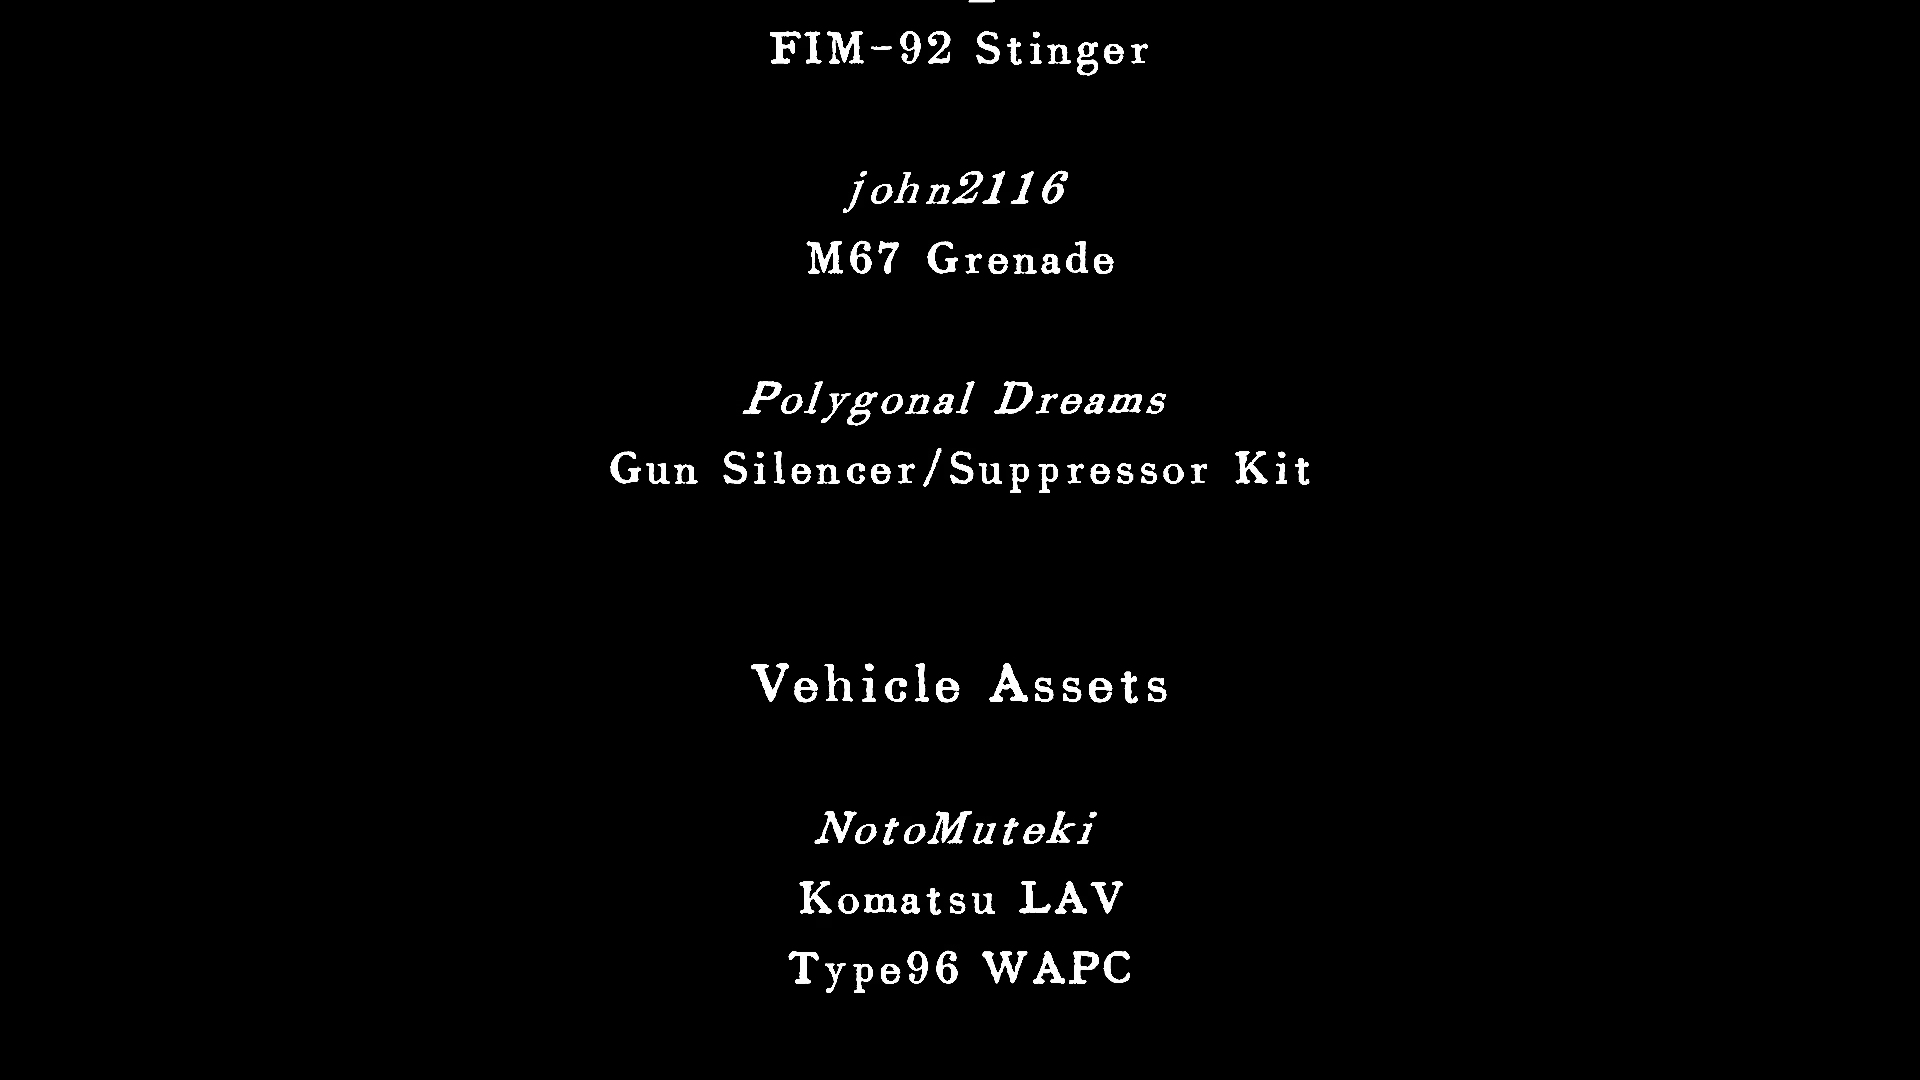 FIM-92 Stinger
john2116
M67 Grenade
Polygonal Dreams
Gun Silencer/Suppressor Kit
Vehicle Assets
NotoMuteki
Komatsu LAV
Type96 WAPC